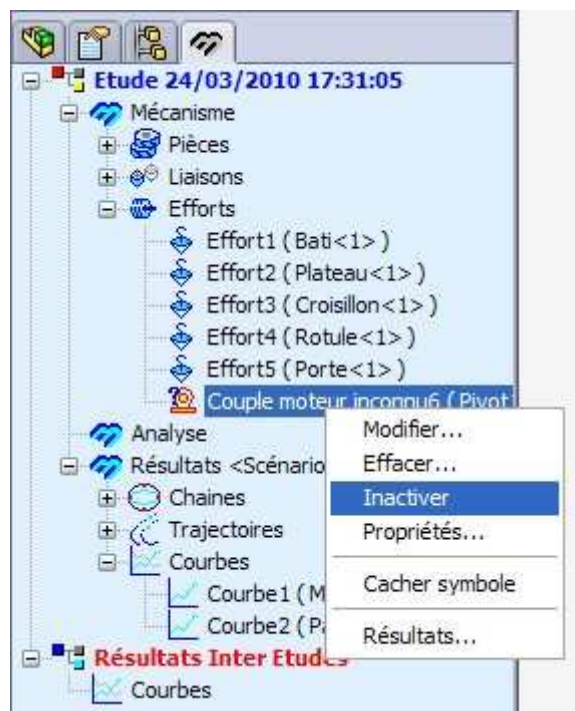 Etude 24/03/2010 17:31:05
Mécanisme
Pièces
Liaisons
Efforts
Effort1 ( Bati<1> )
Effort2 ( Plateau<1> )
Effort3 ( Croisillon<1> )
Effort4 ( Rotule<1> )
Effort5 ( Porte<1> )
Couple moteur inconnu6 ( Pivot
Analyse
Résultats <Scénario
Chaines
Trajectoires
Courbes
Courbe1 ( M
Courbe2 ( Pa
Résultats Inter Etudes
Courbes
Modifier...
Effacer...
Inactiver
Propriétés...
Cacher symbole
Résultats...